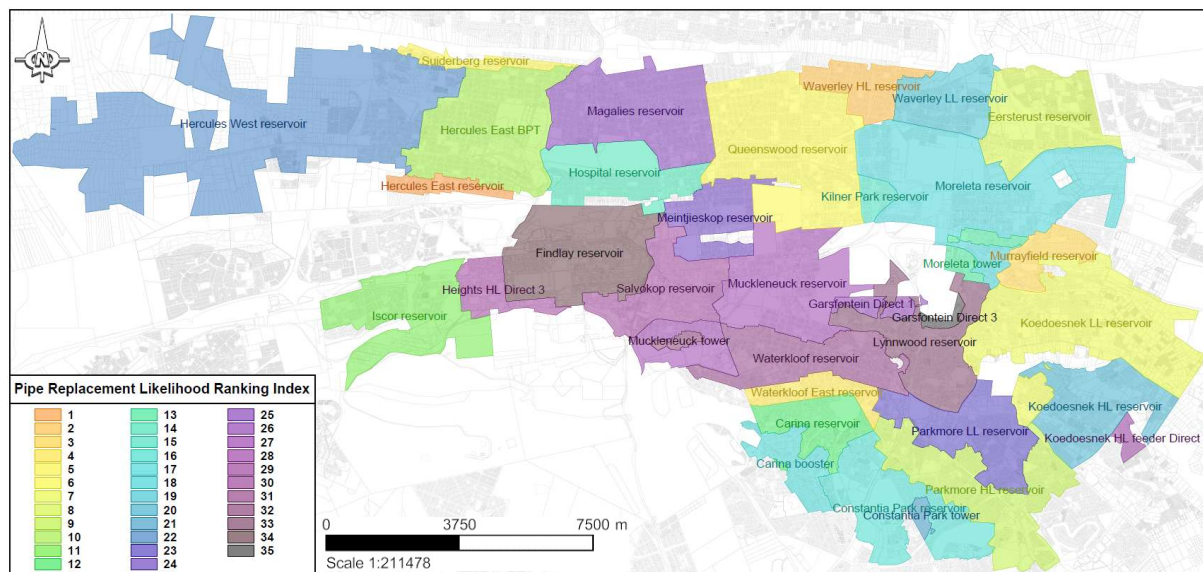 N
Suiderberg reservoir
Waverley HL reservoir
Waverley LL reservoir
Magalies reservoir
Eersterust reservoir
Hercules West reservoir
Hercules East BPT
Queenswood reservoir
Hospital reservoir
Hercules East reservoir
Kilner Park reservoir
Moreleta reservoir
Meintjieskop reservoir
Findlay reservoir
Moreleta tower
Murrayfield reservoir
Heights HL Direct 3
Salvokop reservoir
Muckleneuck reservoir
Garsfontein Direct 1
Iscor reservoir
Garsfontein Direct 3
Koedoesnek LL reservoir
Muckleneuck tower
Lynnwood reservoir
Waterkloof reservoir
Waterkloof East reservoir
Koedoesnek HL reservoir
Carina reservoir
Parkmore LL reservoir
Koedoesnek HL feeder Direct
Carina booster
Parkmore HL reservoir
Constantia Park reservoir
Constantia Park tower
Pipe Replacement Likelihood Ranking Index
1 13 25
2 14 26
3 15 27
4 16 28
5 17 29
6 18 30
7 19 31
8 20 32
9 21 33
10 22 34
11 23 35
12 24
0 3750 7500 m
Scale 1:211478